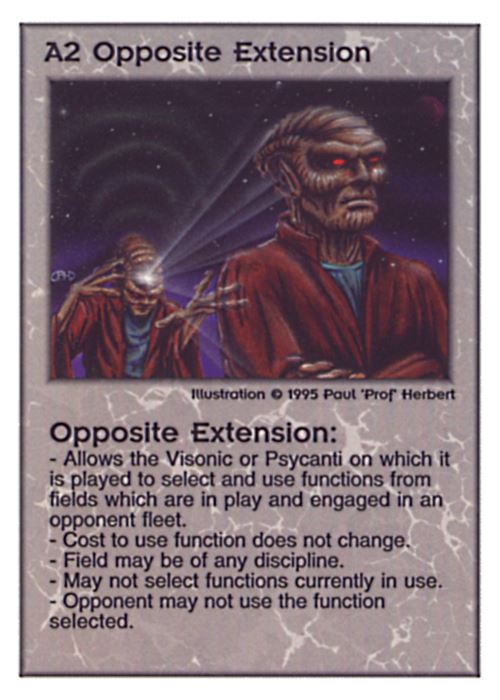 A2 Opposite Extension
CPHD
Illustration © 1995 Paul 'Prof' Herbert
Opposite Extension:
- Allows the Visonic or Psycanti on which it
is played to select and use functions from
fields which are in play and engaged in an
opponent fleet.
- Cost to use function does not change.
- Field may be of any discipline.
- May not select functions currently in use.
- Opponent may not use the function
selected.